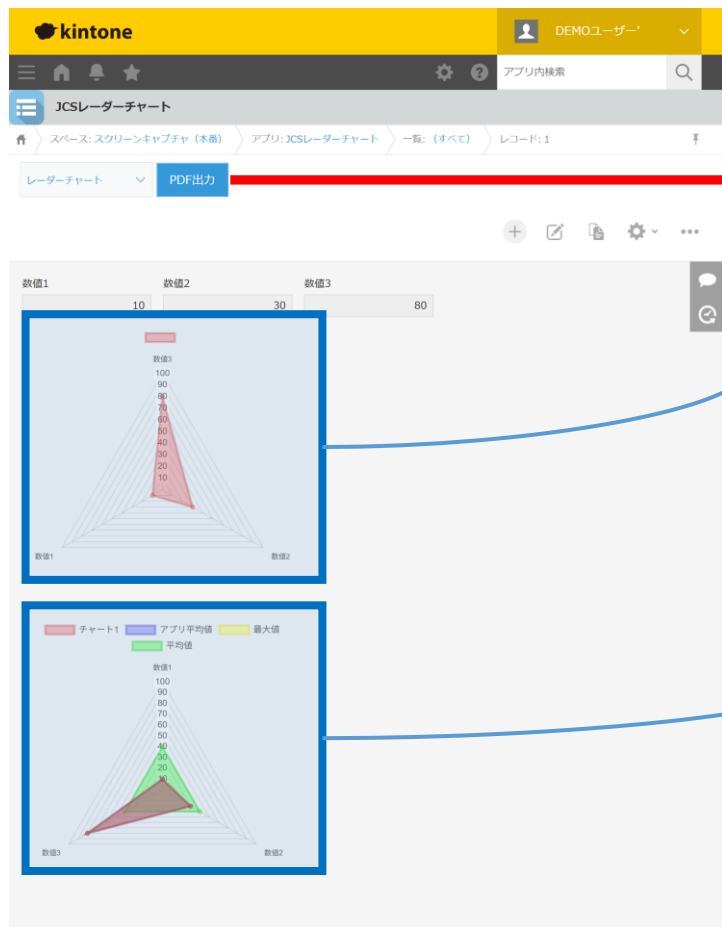 kintone
DEMOユーザー'
アプリ内検索
JCSレーダーチャート
スペース: スクリーンキャプチャ（本番） アプリ: JCSレーダーチャート 一覧: （すべて） レコード: 1
レーダーチャート PDF出力
数値1 数値2 数値3
10 30 80
数値3
100
90
80
70
60
50
40
30
20
10
数値1 数値2
チャート1 アプリ平均値 最大値
平均値
数値1
100
90
80
70
60
50
40
30
20
10
数値3 数値2